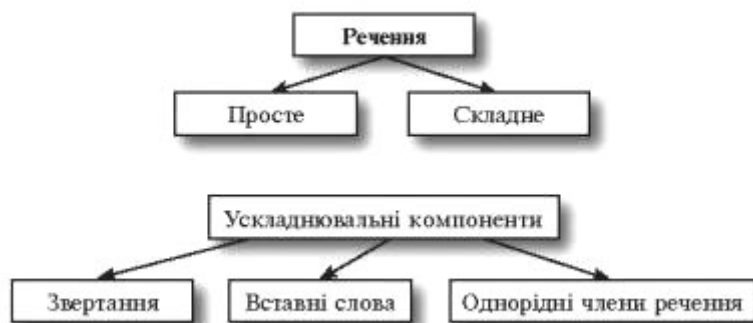 Речення
Просте
Складне
Ускладнювальні компоненти
Звертання
Вставні слова
Однорідні члени речення